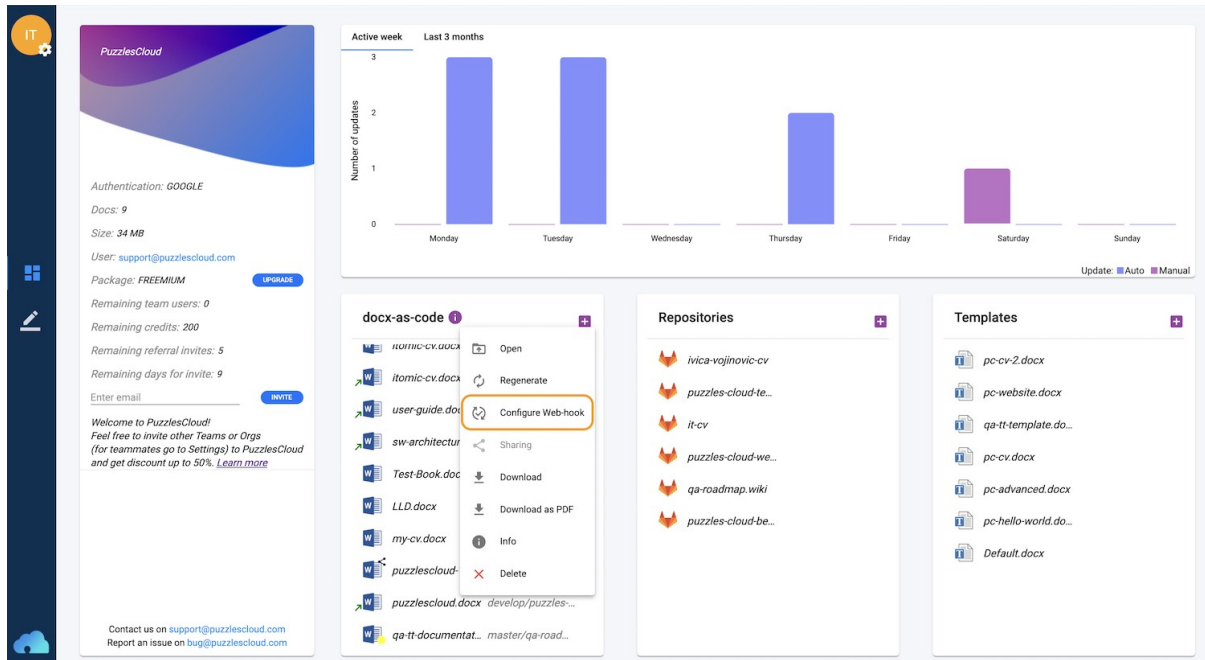 IT
PuzzlesCloud
Authentication: GOOGLE
Docs: 9
Size: 34 MB
User: support@puzzlescloud.com
Package: FREEMIUM
UPGRADE
Remaining team users: 0
Remaining credits: 200
Remaining referral invites: 5
Remaining days for invite: 9
Enter email
INVITE
Welcome to PuzzlesCloud!
Feel free to invite other Teams or Orgs
(for teammates go to Settings) to PuzzlesCloud
and get discount up to 50%. Learn more
Contact us on support@puzzlescloud.com
Report an issue on bug@puzzlescloud.com
Active week Last 3 months
Number of updates
3
2
1
0
Monday Tuesday Wednesday Thursday Friday Saturday Sunday
Update: Auto Manual
docx-as-code
itomic-cv.docx
itomic-cv.docx
user-guide.do
sw-architectur
Test-Book.doc
LLD.docx
my-cv.docx
puzzlescloud-
puzzlescloud.docx develop/puzzles-...
qa-tt-documentat... master/qa-road...
Open
Regenerate
Configure Web-hook
Sharing
Download
Download as PDF
Info
Delete
Repositories
ivica-vojinovic-cv
puzzles-cloud-te...
it-cv
puzzles-cloud-we...
qa-roadmap.wiki
puzzles-cloud-be...
Templates
pc-cv-2.docx
pc-website.docx
qa-tt-template.do...
pc-cv.docx
pc-advanced.docx
pc-hello-world.do...
Default.docx